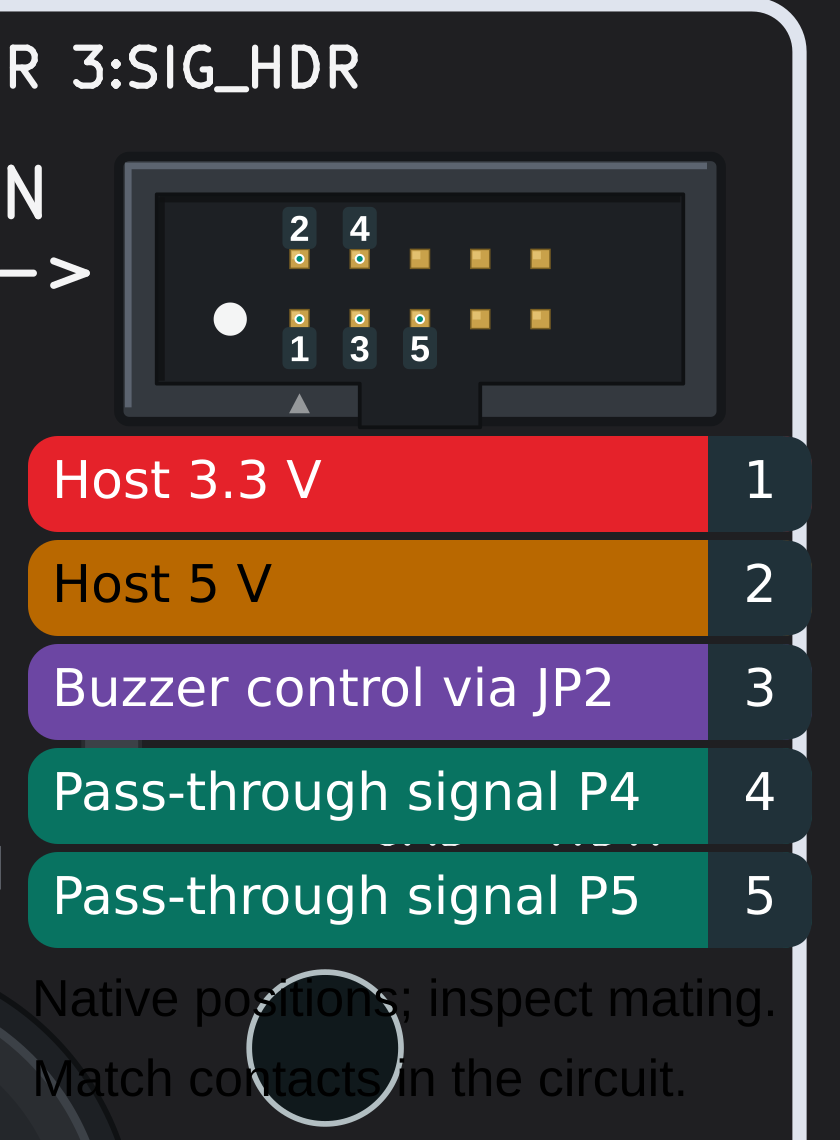 R 3:SIG_HDR
N
—>
2 4
1 3 5
Host 3.3 V 1
Host 5 V 2
Buzzer control via JP2 3
Pass-through signal P4 4
Pass-through signal P5 5
Native positions; inspect mating.
Match contacts in the circuit.